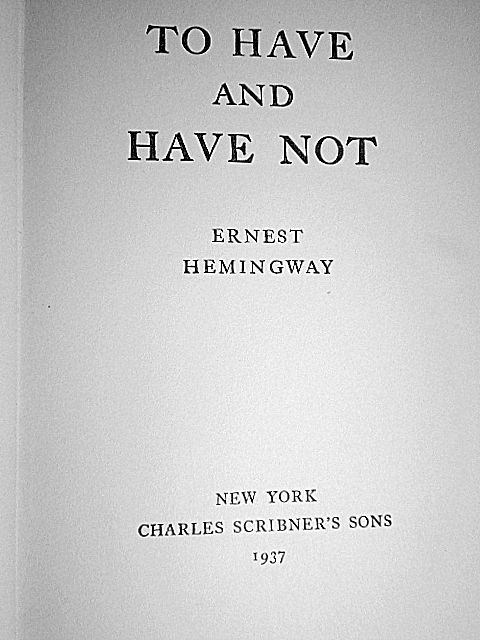 TO HAVE
AND
HAVE NOT
ERNEST
HEMINGWAY
NEW YORK
CHARLES SCRIBNER'S SONS
1937